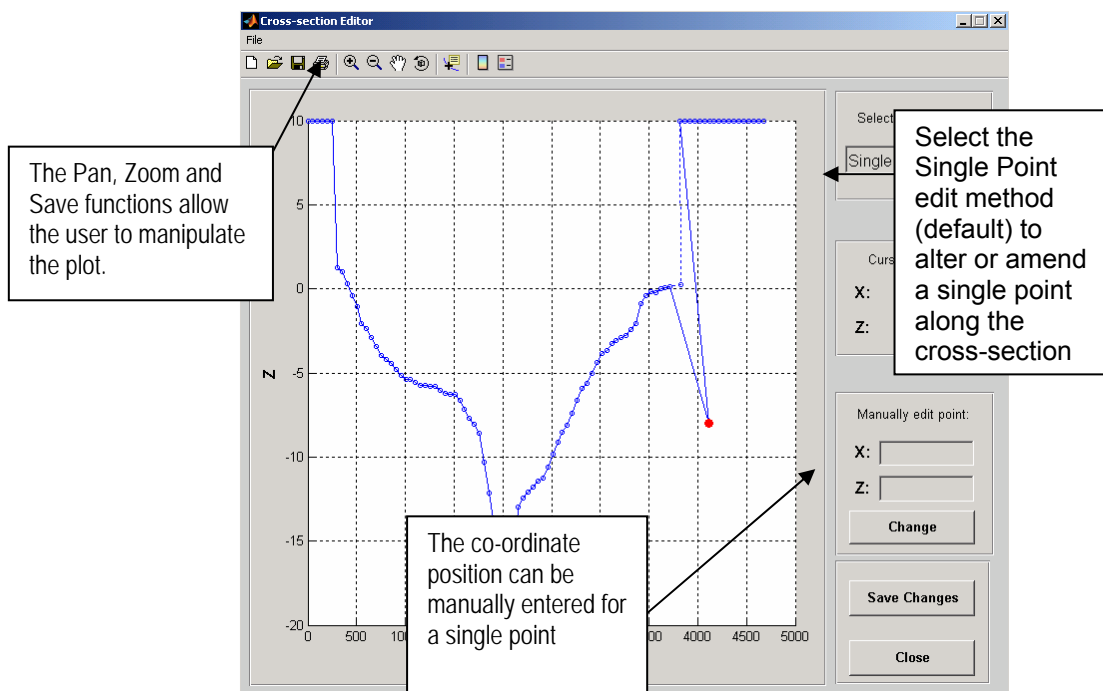 Cross-section Editor
File
The Pan, Zoom and
Save functions allow
the user to manipulate
the plot.
Select
Single
Select the
Single Point
edit method
(default) to
alter or amend
a single point
along the
cross-section
X:
Z:
Manually edit point:
X:
Z:
Change
Save Changes
Close
The co-ordinate
position can be
manually entered for
a single point
10
5
0
-5
-10
-15
-20
Z
0 500 4000 4500 5000